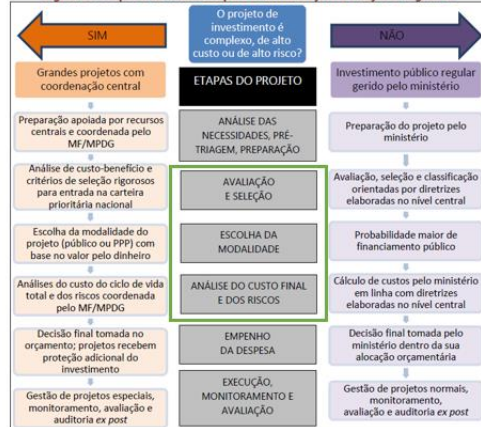 O projeto de
investimento é
complexo, de alto
custo ou de alto risco?
SIM
NÃO
Grandes projetos com
coordenação central
ETAPAS DO PROJETO
Investimento público regular
gerido pelo ministério
Preparação apoiada por recursos
centrais e coordenada pelo
MF/MPDG
ANÁLISE DAS
NECESSIDADES, PRÉ-
TRIAGEM, PREPARAÇÃO
Preparação do projeto pelo
ministério
Análise de custo-benefício e
critérios de seleção rigorosos
para entrada na carteira
prioritária nacional
AVALIAÇÃO
E SELEÇÃO
Avaliação, seleção e classificação
orientadas por diretrizes
elaboradas no nível central
Escolha da modalidade do
projeto (público ou PPP) com
base no valor pelo dinheiro
ESCOLHA DA
MODALIDADE
Probabilidade maior de
financiamento público
Análises do custo do ciclo de vida
total e dos riscos coordenada
pelo MF/MPDG
ANÁLISE DO CUSTO FINAL
E DOS RISCOS
Cálculo de custos pelo ministério
em linha com diretrizes
elaboradas no nível central
Decisão final tomada no
orçamento; projetos recebem
proteção adicional do
investimento
EMPENHO
DA DESPESA
Decisão final tomada pelo
ministério dentro da sua
alocação orçamentária
Gestão de projetos especiais,
monitoramento, avaliação e
auditoria ex post
EXECUÇÃO,
MONITORAMENTO E
AVALIAÇÃO
Gestão de projetos normais,
monitoramento,
avaliação e auditoria ex post